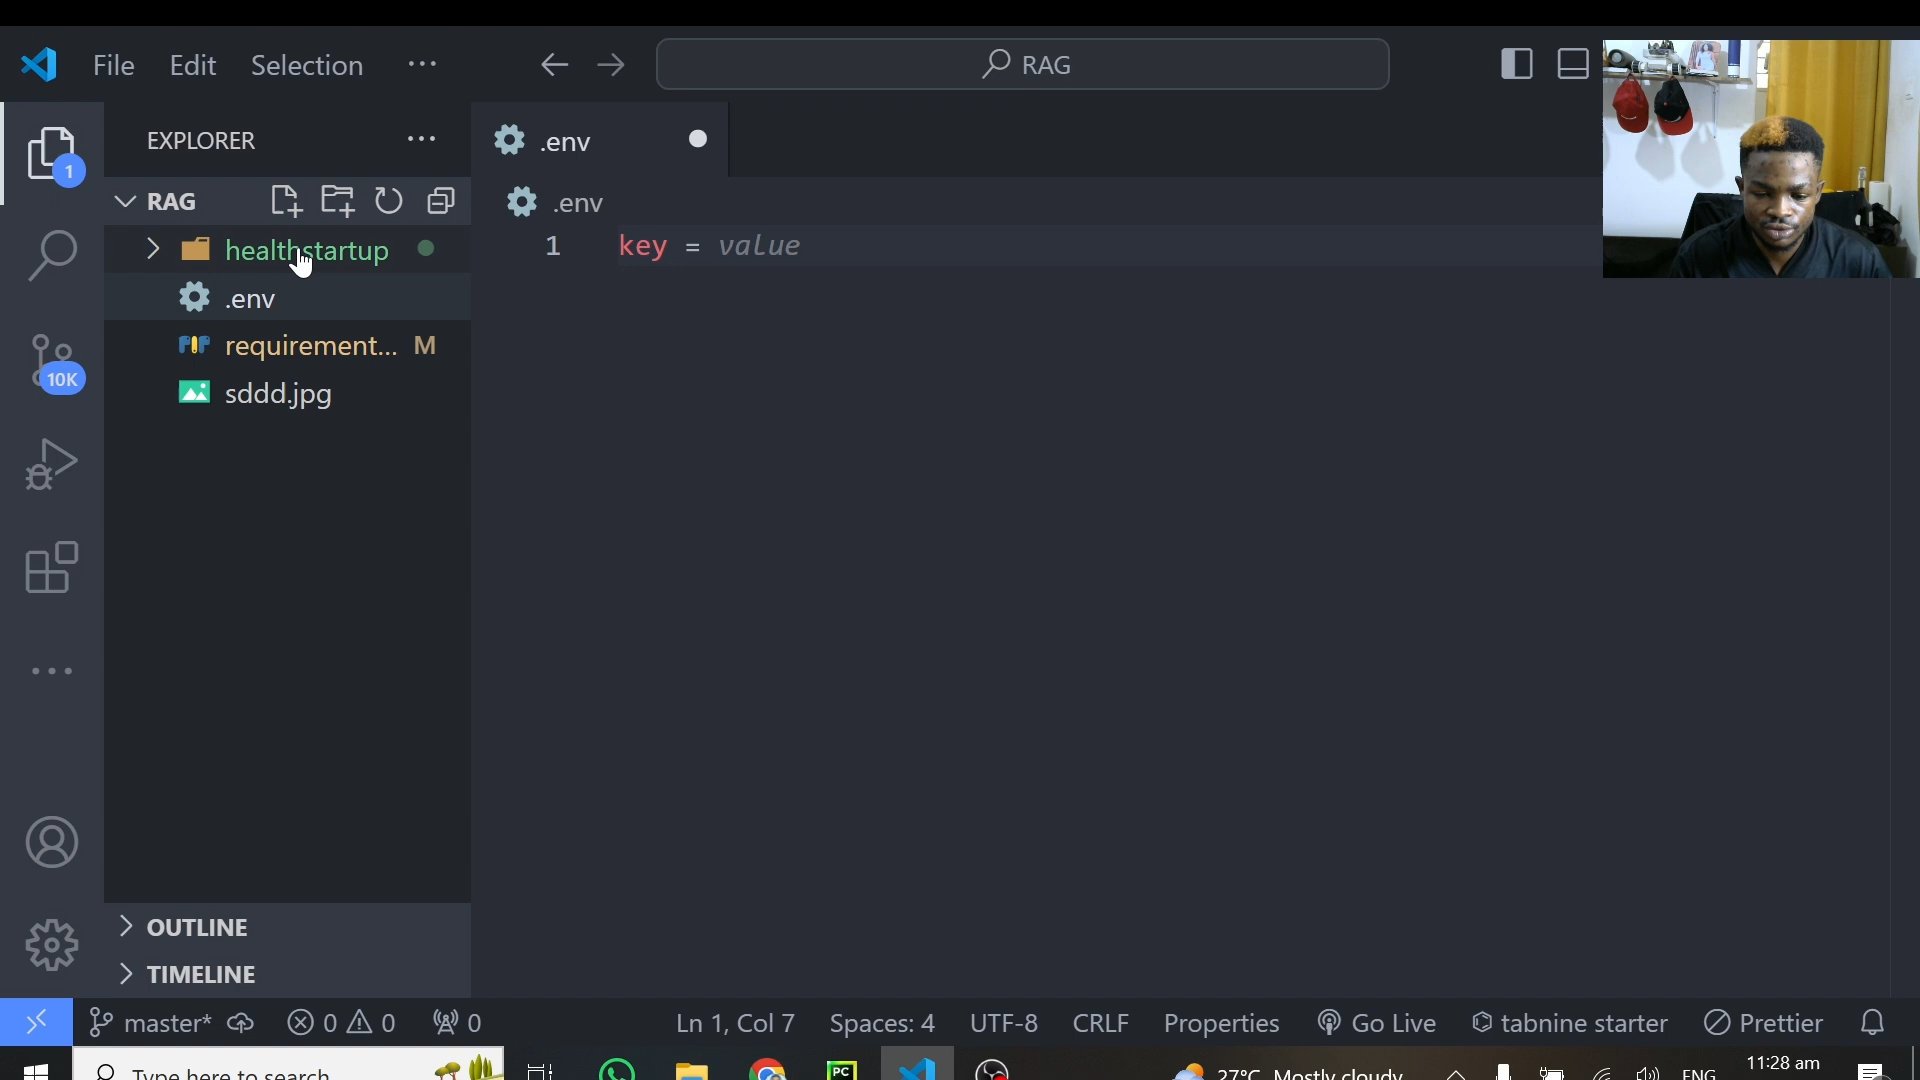 File Edit Selection ···
RAG
EXPLORER ···
1
RAG
healthstartup
.env
requirement... M
sddd.jpg
10K
.env
.env
1 key = value
OUTLINE
TIMELINE
master* 0 0 0
Ln 1, Col 7 Spaces: 4 UTF-8 CRLF Properties Go Live tabnine starter Prettier
Type here to search
PC
27°C Mostly cloudy
ENG
11:28 am